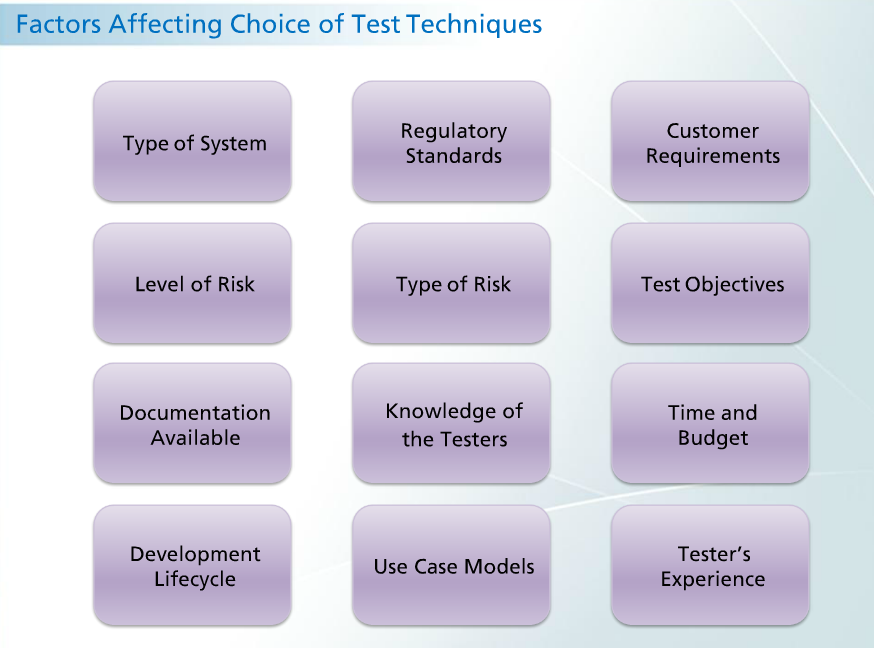 Factors Affecting Choice of Test Techniques
Type of System
Regulatory
Standards
Customer
Requirements
Level of Risk
Type of Risk
Test Objectives
Documentation
Available
Knowledge of
the Testers
Time and
Budget
Development
Lifecycle
Use Case Models
Tester’s
Experience